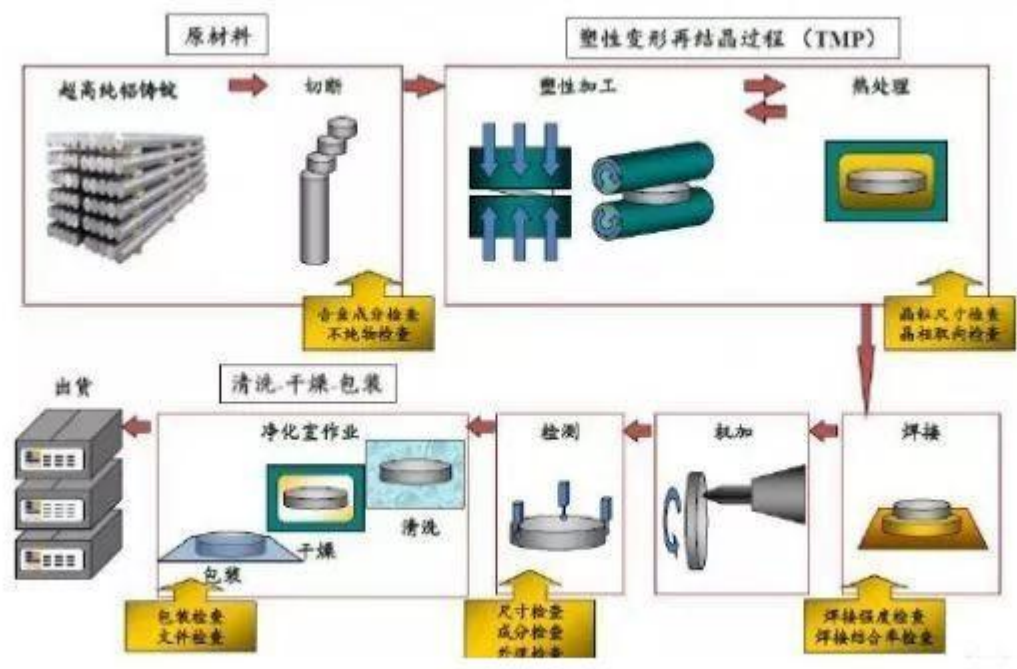 原材料
塑性变形再结晶过程（TMP）
超高纯铝铸锭
切断
塑性加工
热处理
合金成分检查
不纯物检查
晶粒尺寸检查
晶相取向检查
清洗.干燥.包装
出货
净化室作业
检测
机加
焊接
清洗
干燥
包装
包装检查
文件检查
尺寸检查
成分检查
外理检查
焊接强度检查
焊接结合率检查